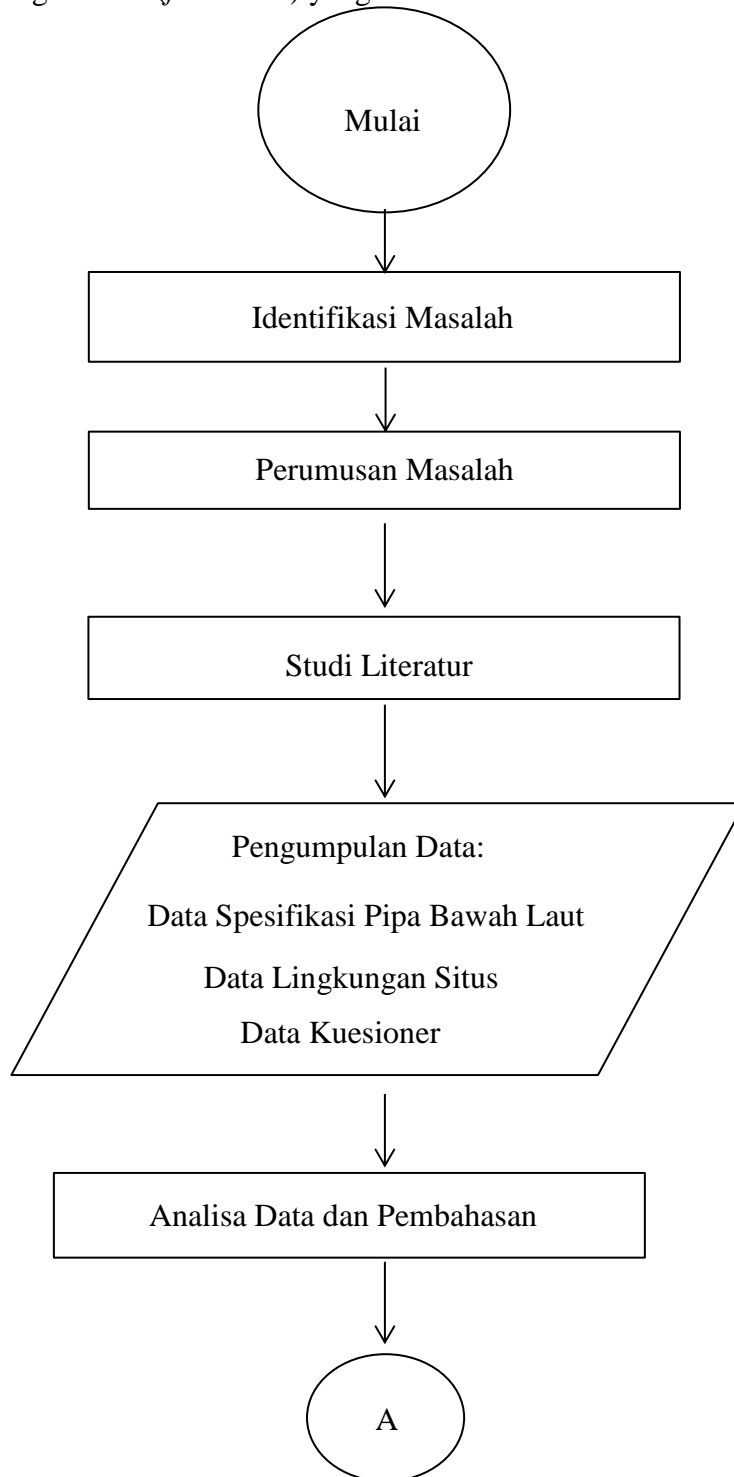 Mulai
Identifikasi Masalah
Perumusan Masalah
Studi Literatur
Pengumpulan Data:
Data Spesifikasi Pipa Bawah Laut
Data Lingkungan Situs
Data Kuesioner
Analisa Data dan Pembahasan
A